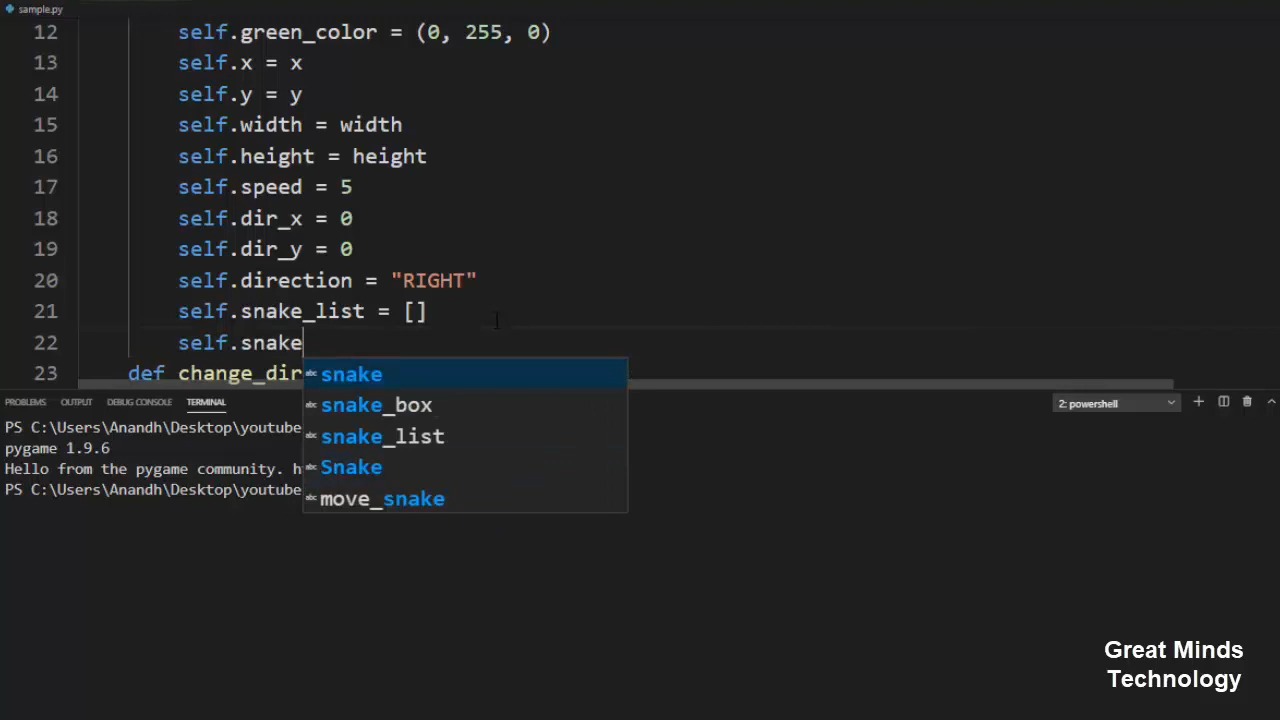 sample.py
12 self.green_color = (0, 255, 0)
13 self.x = x
14 self.y = y
15 self.width = width
16 self.height = height
17 self.speed = 5
18 self.dir_x = 0
19 self.dir_y = 0
20 self.direction = "RIGHT"
21 self.snake_list = []
22 self.snake
23 def change_dir
snake
snake_box
snake_list
Snake
move_snake
PROBLEMS OUTPUT DEBUG CONSOLE TERMINAL 2: powershell
PS C:\Users\Anandh\Desktop\youtube
pygame 1.9.6
Hello from the pygame community. h
PS C:\Users\Anandh\Desktop\youtube
Great Minds
Technology